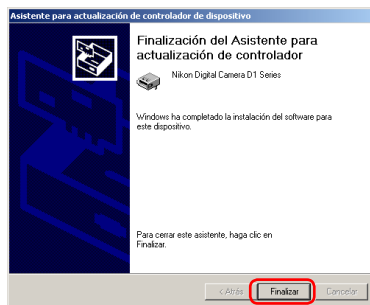 Asistente para actualización de controlador de dispositivo
Finalización del Asistente para
actualización de controlador
Nikon Digital Camera D1 Series
Windows ha completado la instalación del software para
este dispositivo.
Para cerrar este asistente, haga clic en
Finalizar.
< Atrás
Finalizar
Cancelar